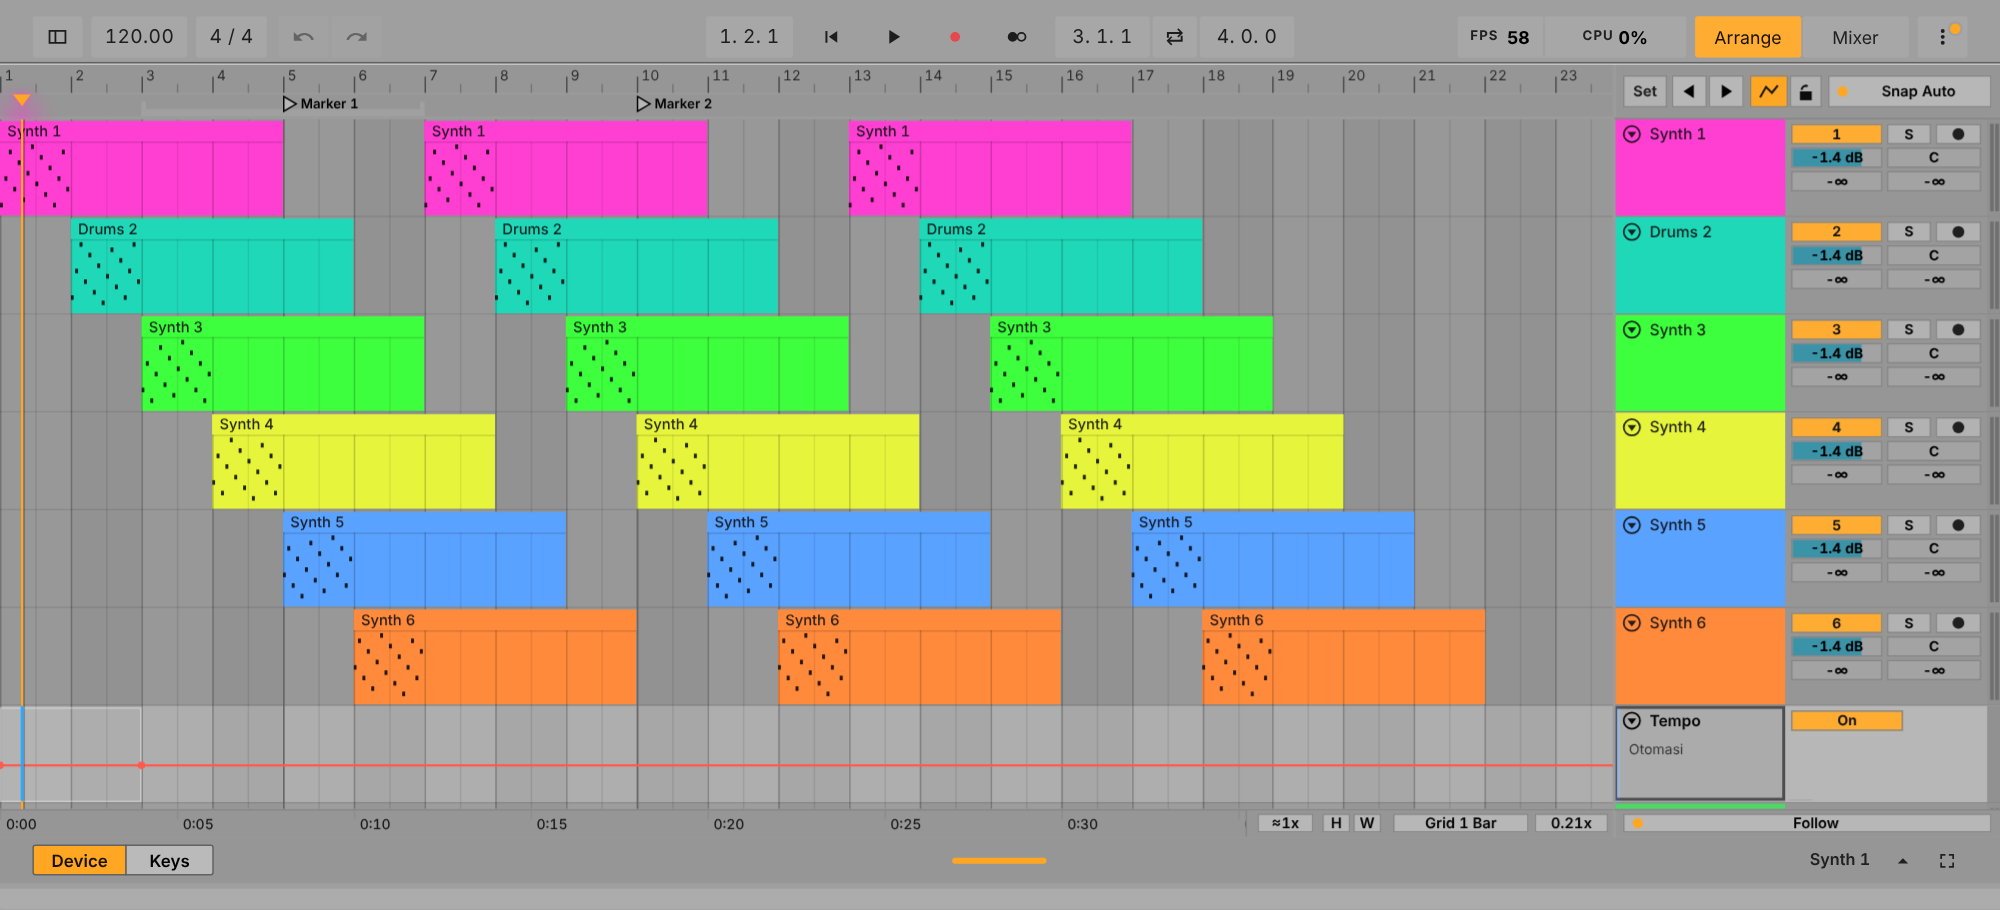 120.00 4 / 4 1. 2. 1 3. 1. 1 4. 0. 0 FPS 58 CPU 0% Arrange Mixer
1 2 3 4 5 6 7 8 9 10 11 12 13 14 15 16 17 18 19 20 21 22 23
Set Snap Auto
Marker 1 Marker 2
Synth 1 Synth 1 Synth 1 Synth 1 1 S
-1.4 dB C
-∞ -∞
Drums 2 Drums 2 Drums 2 Drums 2 2 S
-1.4 dB C
-∞ -∞
Synth 3 Synth 3 Synth 3 Synth 3 3 S
-1.4 dB C
-∞ -∞
Synth 4 Synth 4 Synth 4 Synth 4 4 S
-1.4 dB C
-∞ -∞
Synth 5 Synth 5 Synth 5 Synth 5 5 S
-1.4 dB C
-∞ -∞
Synth 6 Synth 6 Synth 6 Synth 6 6 S
-1.4 dB C
-∞ -∞
Tempo On
Otomasi
0:00 0:05 0:10 0:15 0:20 0:25 0:30 ≈1x H W Grid 1 Bar 0.21x Follow
Device Keys Synth 1